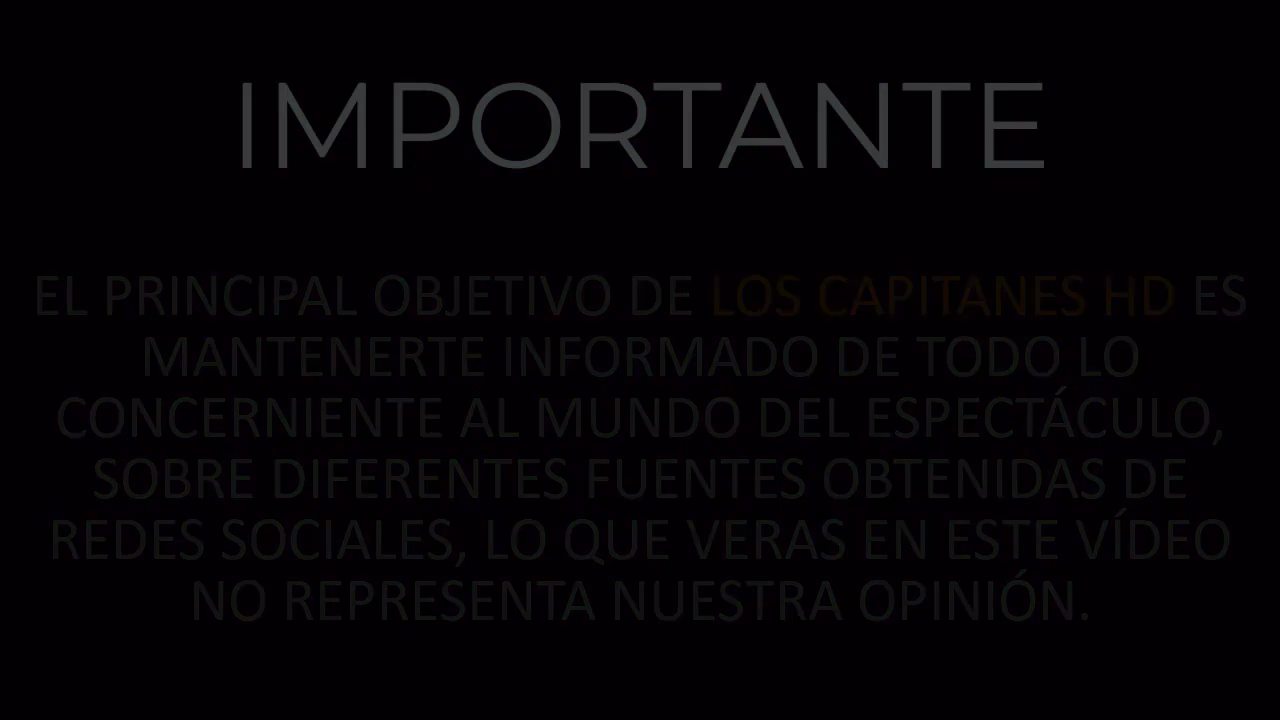 IMPORTANTE
EL PRINCIPAL OBJETIVO DE LOS CAPITANES HD ES
MANTENERTE INFORMADO DE TODO LO
CONCERNIENTE AL MUNDO DEL ESPECTÁCULO,
SOBRE DIFERENTES FUENTES OBTENIDAS DE
REDES SOCIALES, LO QUE VERAS EN ESTE VÍDEO
NO REPRESENTA NUESTRA OPINIÓN.